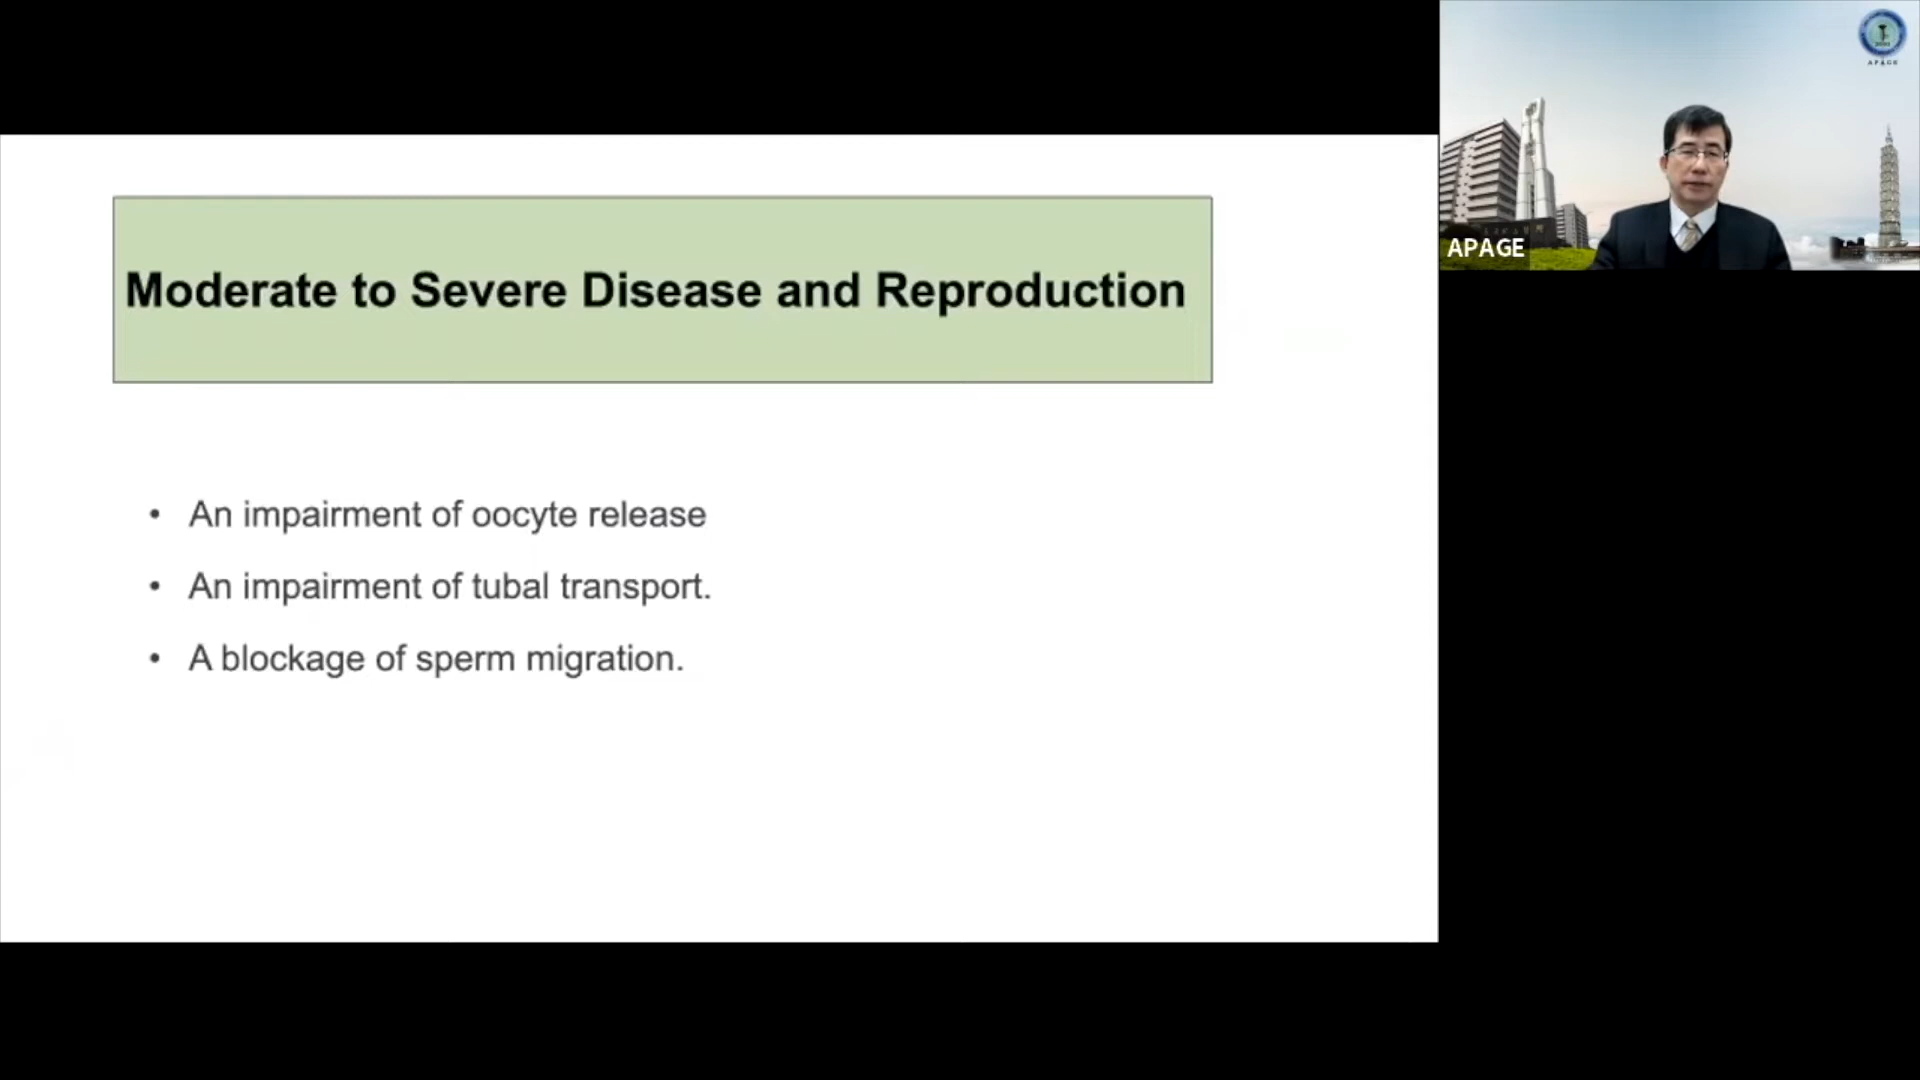 Moderate to Severe Disease and Reproduction
• An impairment of oocyte release
• An impairment of tubal transport.
• A blockage of sperm migration.
APAGE
APAGE